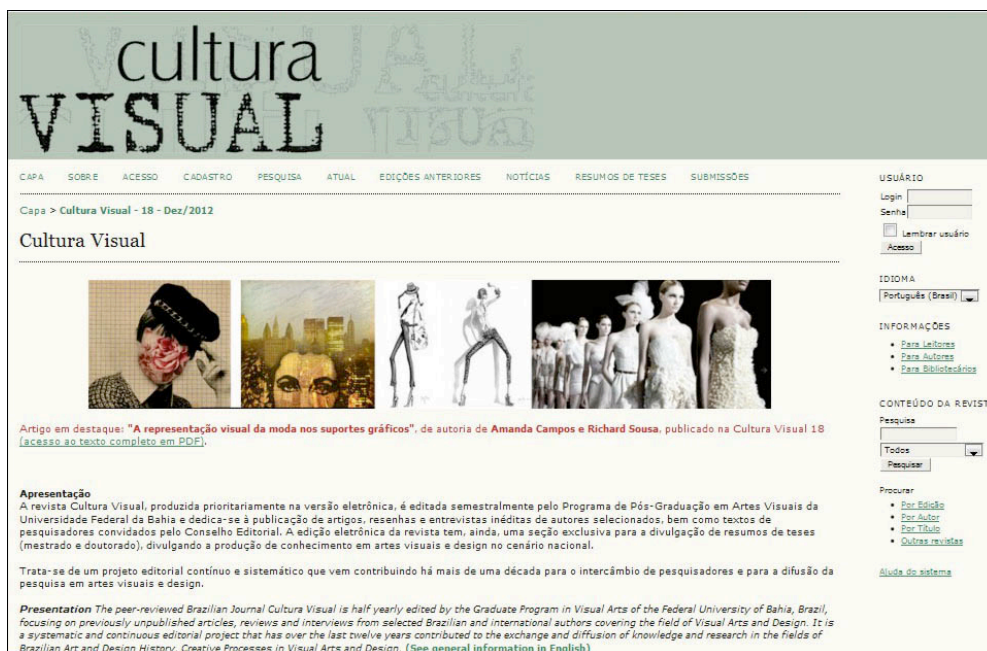 cultura
VISUAL
CAPA SOBRE ACESSO CADASTRO PESQUISA ATUAL EDIÇÕES ANTERIORES NOTÍCIAS RESUMOS DE TESES SUBMISSÕES
Capa > Cultura Visual - 18 - Dez/2012
Cultura Visual
Artigo em destaque: "A representação visual da moda nos suportes gráficos", de autoria de Amanda Campos e Richard Sousa, publicado na Cultura Visual 18
(acesso ao texto completo em PDF).
Apresentação
A revista Cultura Visual, produzida prioritariamente na versão eletrônica, é editada semestralmente pelo Programa de Pós-Graduação em Artes Visuais da
Universidade Federal da Bahia e dedica-se à publicação de artigos, resenhas e entrevistas inéditas de autores selecionados, bem como textos de
pesquisadores convidados pelo Conselho Editorial. A edição eletrônica da revista tem, ainda, uma seção exclusiva para a divulgação de resumos de teses
(mestrado e doutorado), divulgando a produção de conhecimento em artes visuais e design no cenário nacional.
Trata-se de um projeto editorial contínuo e sistemático que vem contribuindo há mais de uma década para o intercâmbio de pesquisadores e para a difusão da
pesquisa em artes visuais e design.
Presentation The peer-reviewed Brazilian Journal Cultura Visual is half yearly edited by the Graduate Program in Visual Arts of the Federal University of Bahia, Brazil,
focusing on previously unpublished articles, reviews and interviews from selected Brazilian and international authors covering the field of Visual Arts and Design. It is
a systematic and continuous editorial project that has over the last twelve years contributed to the exchange and diffusion of knowledge and research in the fields of
Brazilian Art and Design History, Creative Processes in Visual Arts and Design. (See general information in English)
USUÁRIO
Login
Senha
Lembrar usuário
Acesso
IDIOMA
Português (Brasil)
INFORMAÇÕES
Para Leitores
Para Autores
Para Bibliotecários
CONTEÚDO DA REVIST
Pesquisa
Todos
Pesquisar
Procurar
Por Edição
Por Autor
Por Título
Outras revistas
Ajuda do sistema